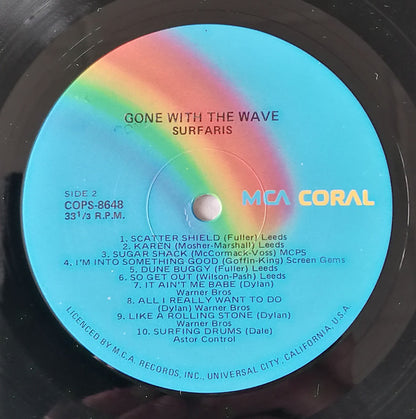 GONE WITH THE WAVE
SURFARIS
SIDE 2
COPS-8648
33 1/3 R.P.M.
MCA CORAL
1. SCATTER SHIELD (Fuller) Leeds
2. KAREN (Mosher-Marshall) Leeds
3. SUGAR SHACK (McCormack-Voss) MCPS
4. I'M INTO SOMETHING GOOD (Goffin-King) Screen Gems
5. DUNE BUGGY (Fuller) Leeds
6. SO GET OUT (Wilson-Pash) Leeds
7. IT AIN'T ME BABE (Dylan)
Warner Bros
8. ALL I REALLY WANT TO DO
(Dylan) Warner Bros
9. LIKE A ROLLING STONE (Dylan)
Warner Bros
10. SURFING DRUMS (Dale)
Astor Control
LICENCED BY M.C.A. RECORDS, INC., UNIVERSAL CITY, CALIFORNIA, U.S.A.